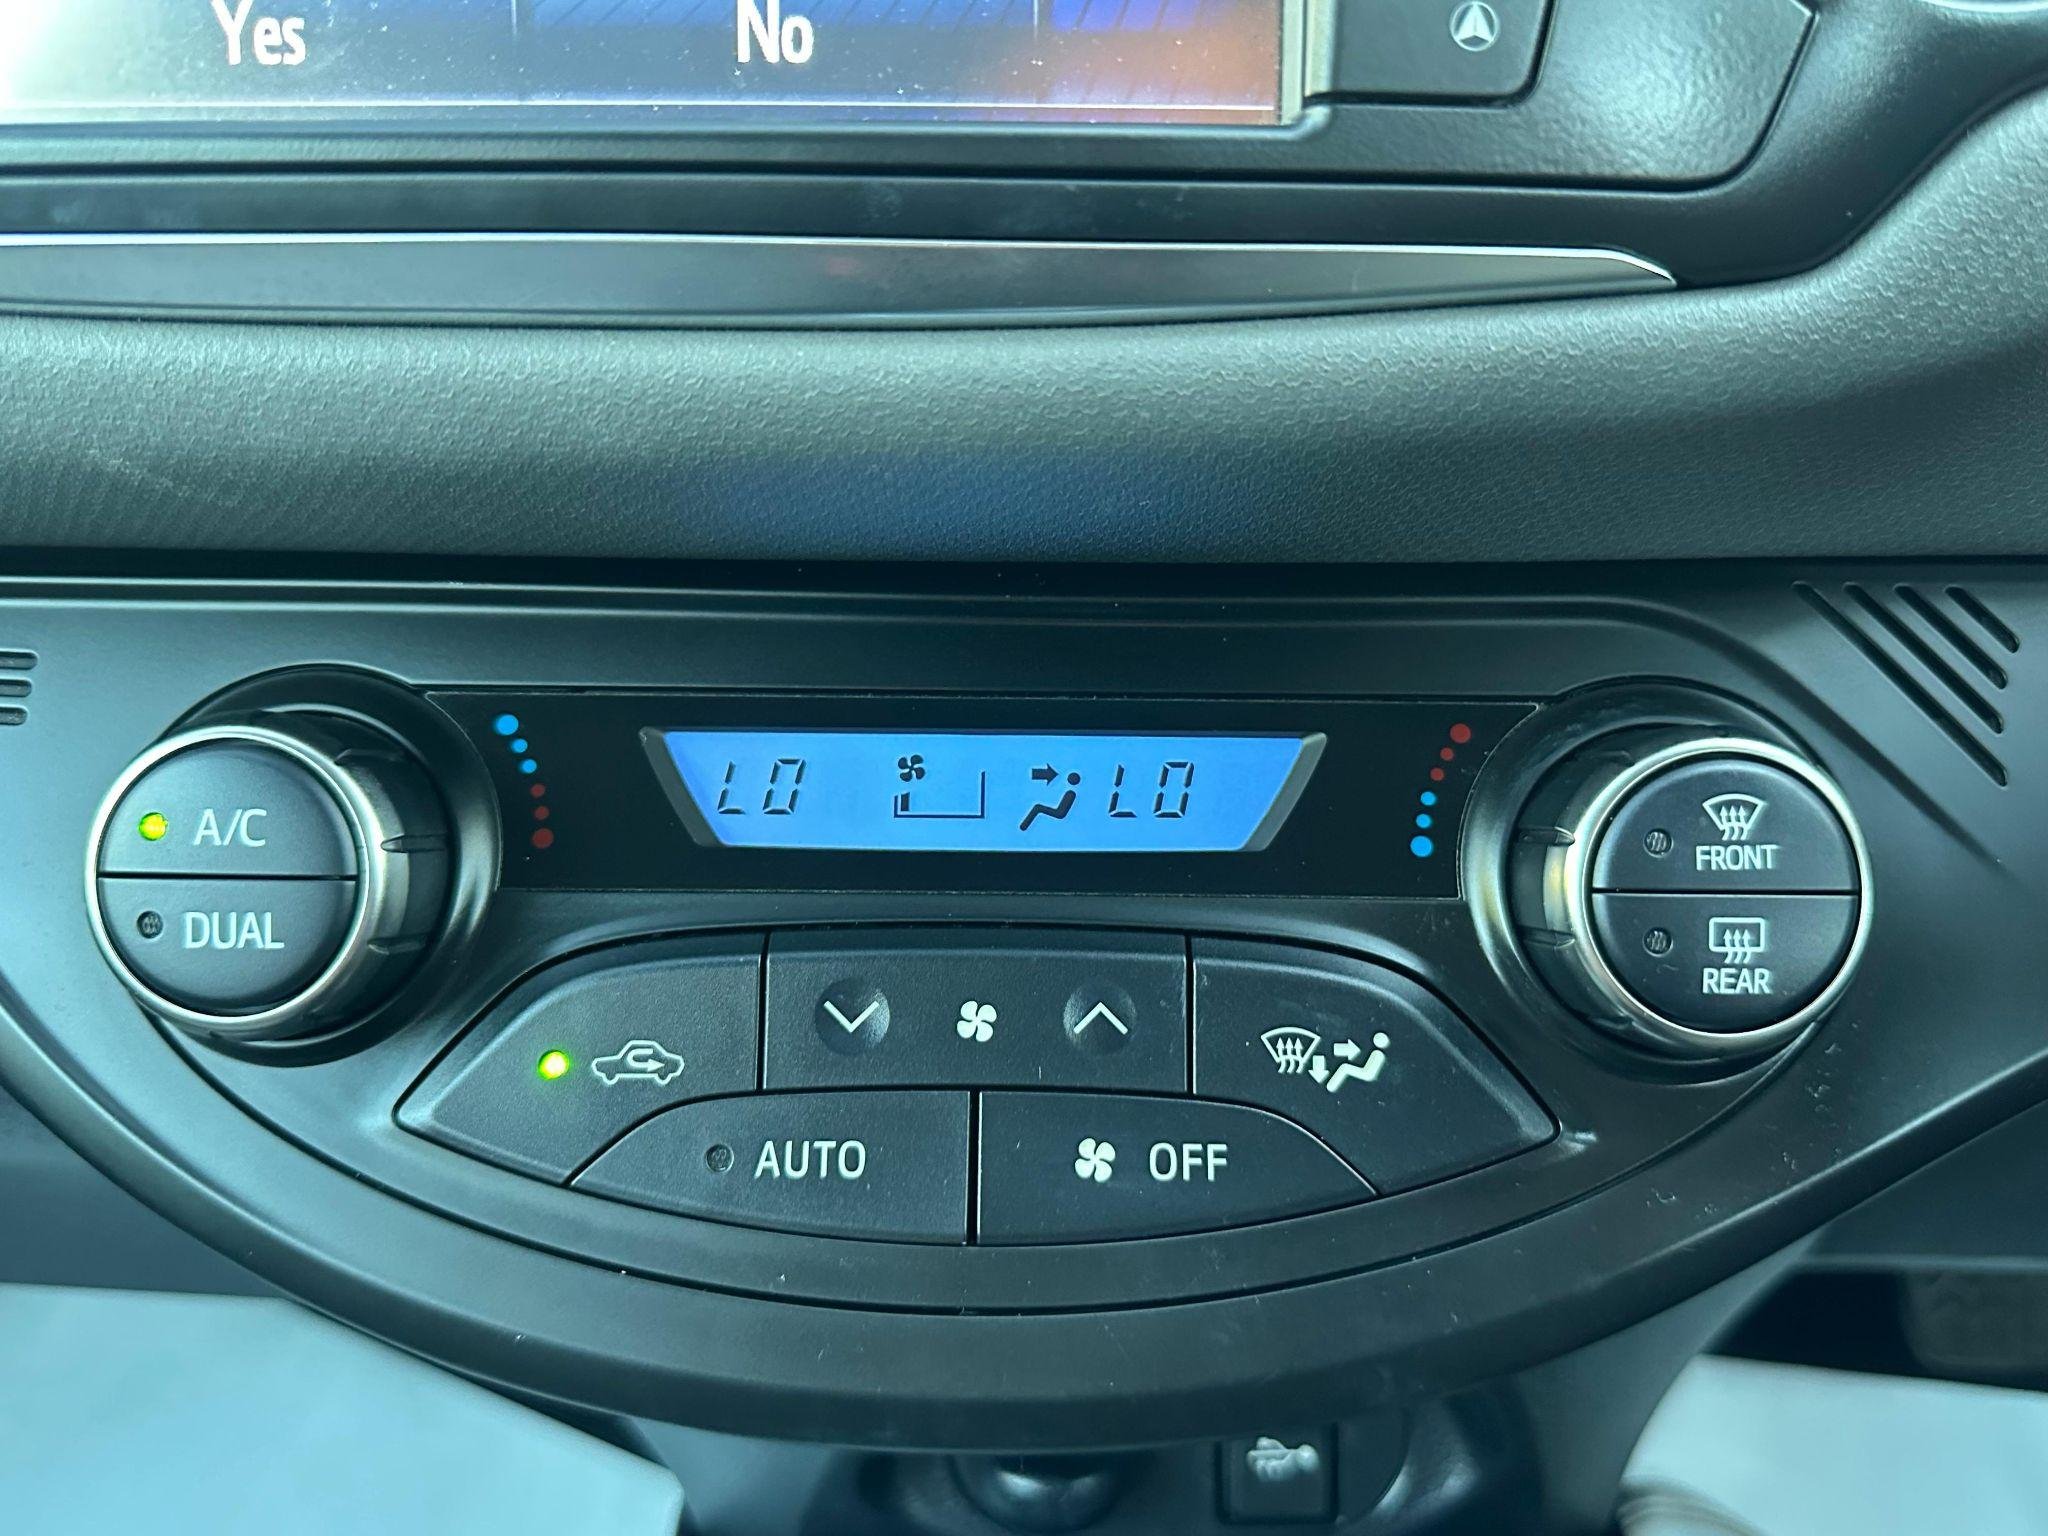 Yes No
LO LO
A/C
DUAL
FRONT
REAR
AUTO
OFF